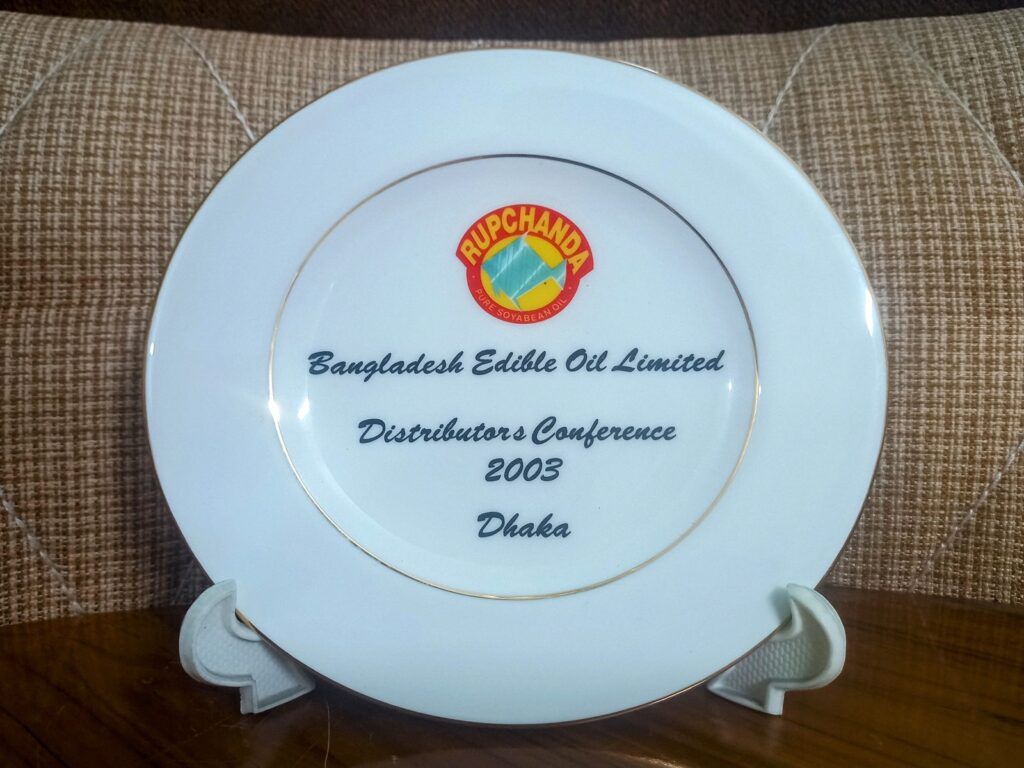 RUPCHANDA
PURE SOYABEAN OIL
Bangladesh Edible Oil Limited
Distributors Conference
2003
Dhaka